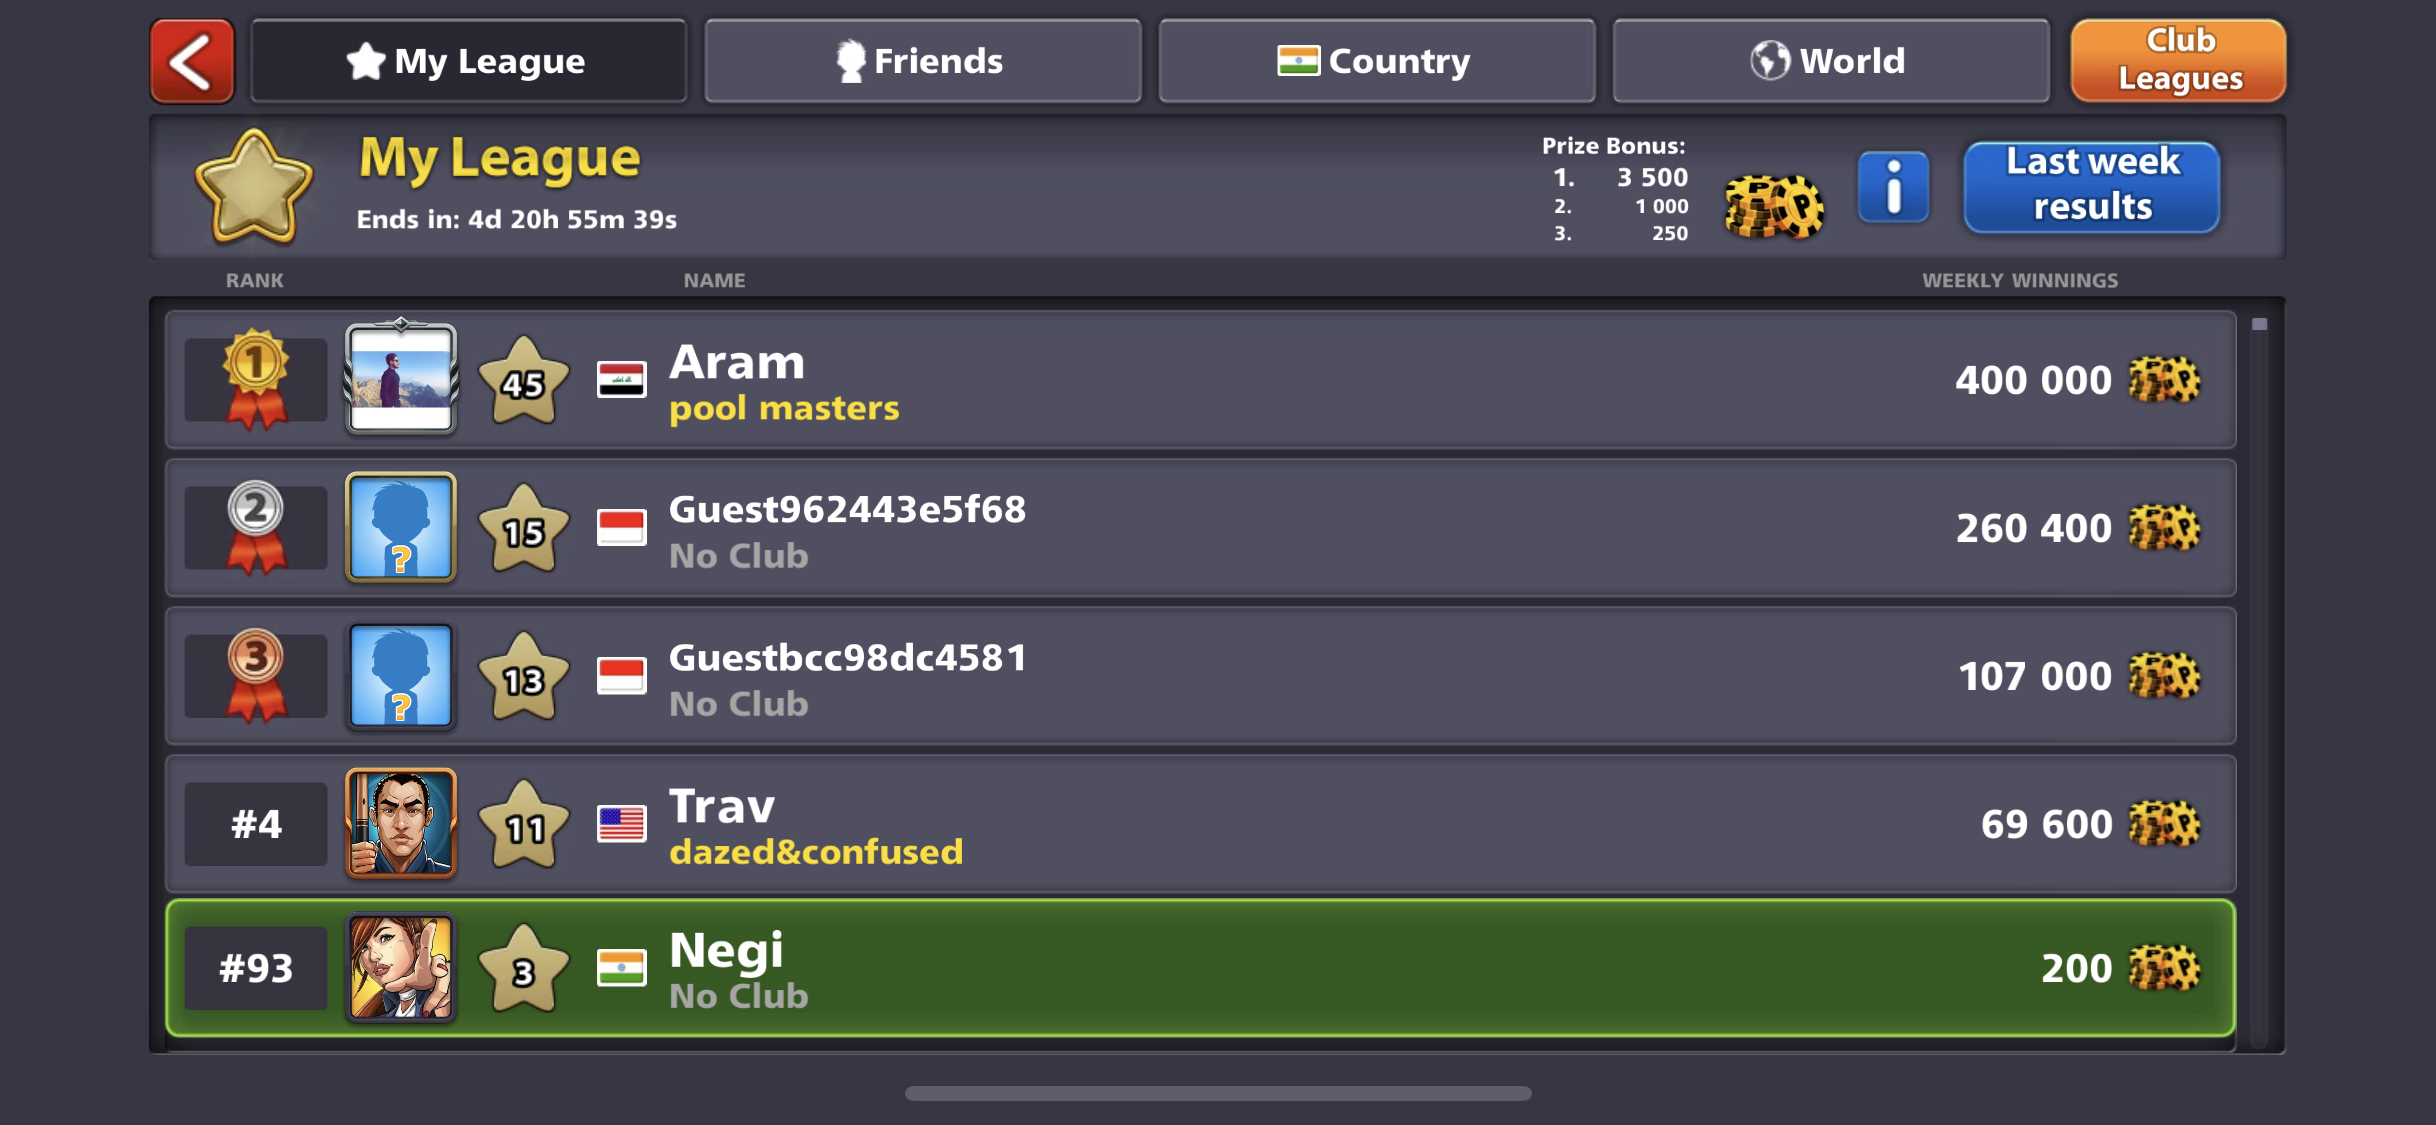 My League
Friends
Country
World
Club
Leagues
My League
Ends in: 4d 20h 55m 39s
Prize Bonus:
1. 3 500
2. 1 000
3. 250
P
i
Last week
results
RANK NAME WEEKLY WINNINGS
1 45 Aram 400 000
pool masters
2 15 Guest962443e5f68 260 400
No Club
3 13 Guestbcc98dc4581 107 000
No Club
#4 11 Trav 69 600
dazed&confused
#93 3 Negi 200
No Club